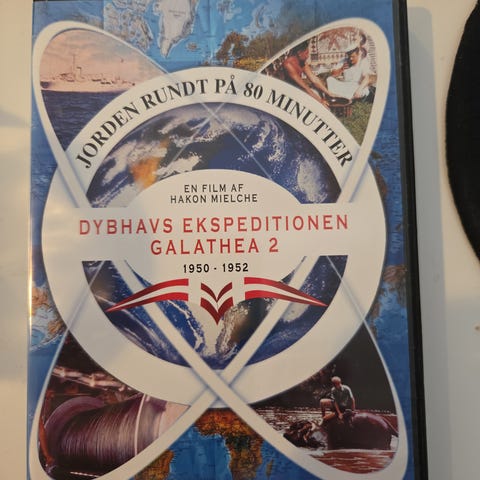 JORDEN RUNDT PÅ 80 MINUTTER
EN FILM AF
HAKON MIELCHE
DYBHAVS EKSPEDITIONEN
GALATHEA 2
1950 - 1952